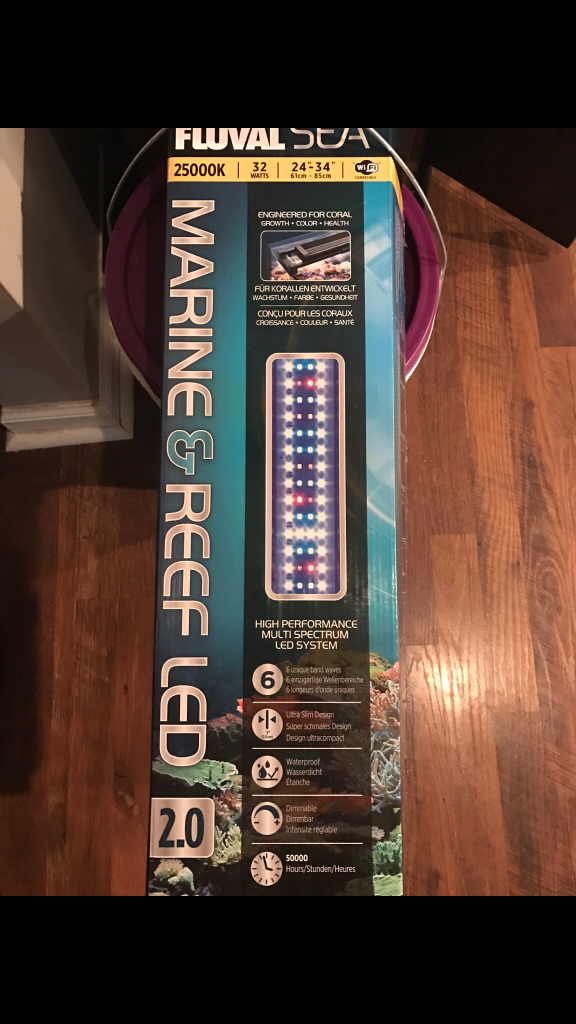 FLUVAL SEA
25000K | 32 WATTS | 24"-34" 61cm - 85cm | WiFi COMPATIBLE
MARINE & REEF LED
2.0
ENGINEERED FOR CORAL
GROWTH • COLOR • HEALTH
FÜR KORALLEN ENTWICKELT
WACHSTUM • FARBE • GESUNDHEIT
CONÇU POUR LES CORAUX
CROISSANCE • COULEUR • SANTÉ
HIGH PERFORMANCE
MULTI SPECTRUM
LED SYSTEM
6
6 unique band waves
6 einzigartige Wellenbereiche
6 longeurs d'onde uniques
Ultra Slim Design
Super schmales Design
Design ultracompact
Waterproof
Wasserdicht
Étanche
Dimmable
Dimmbar
Intensité réglable
50000
Hours/Stunden/Heures